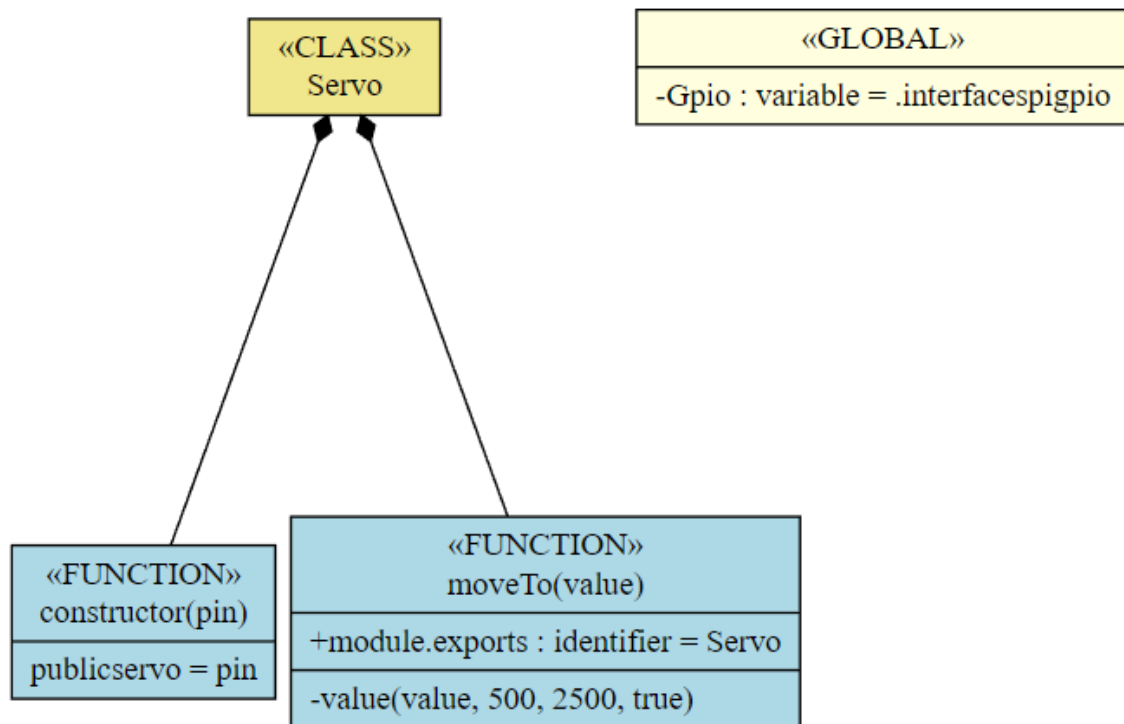 «CLASS»
Servo
«GLOBAL»
-Gpio : variable = .interfacespigpio
«FUNCTION»
constructor(pin)
publicservo = pin
«FUNCTION»
moveTo(value)
+module.exports : identifier = Servo
-value(value, 500, 2500, true)